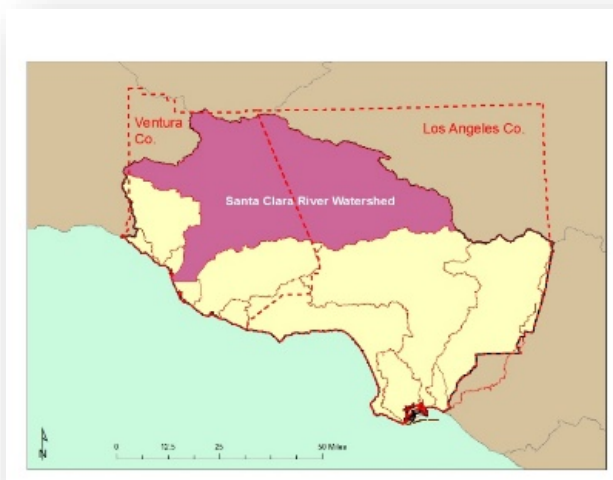 Ventura
Co.
Los Angeles Co.
Santa Clara River Watershed
N
0 12.5 25 50 Miles